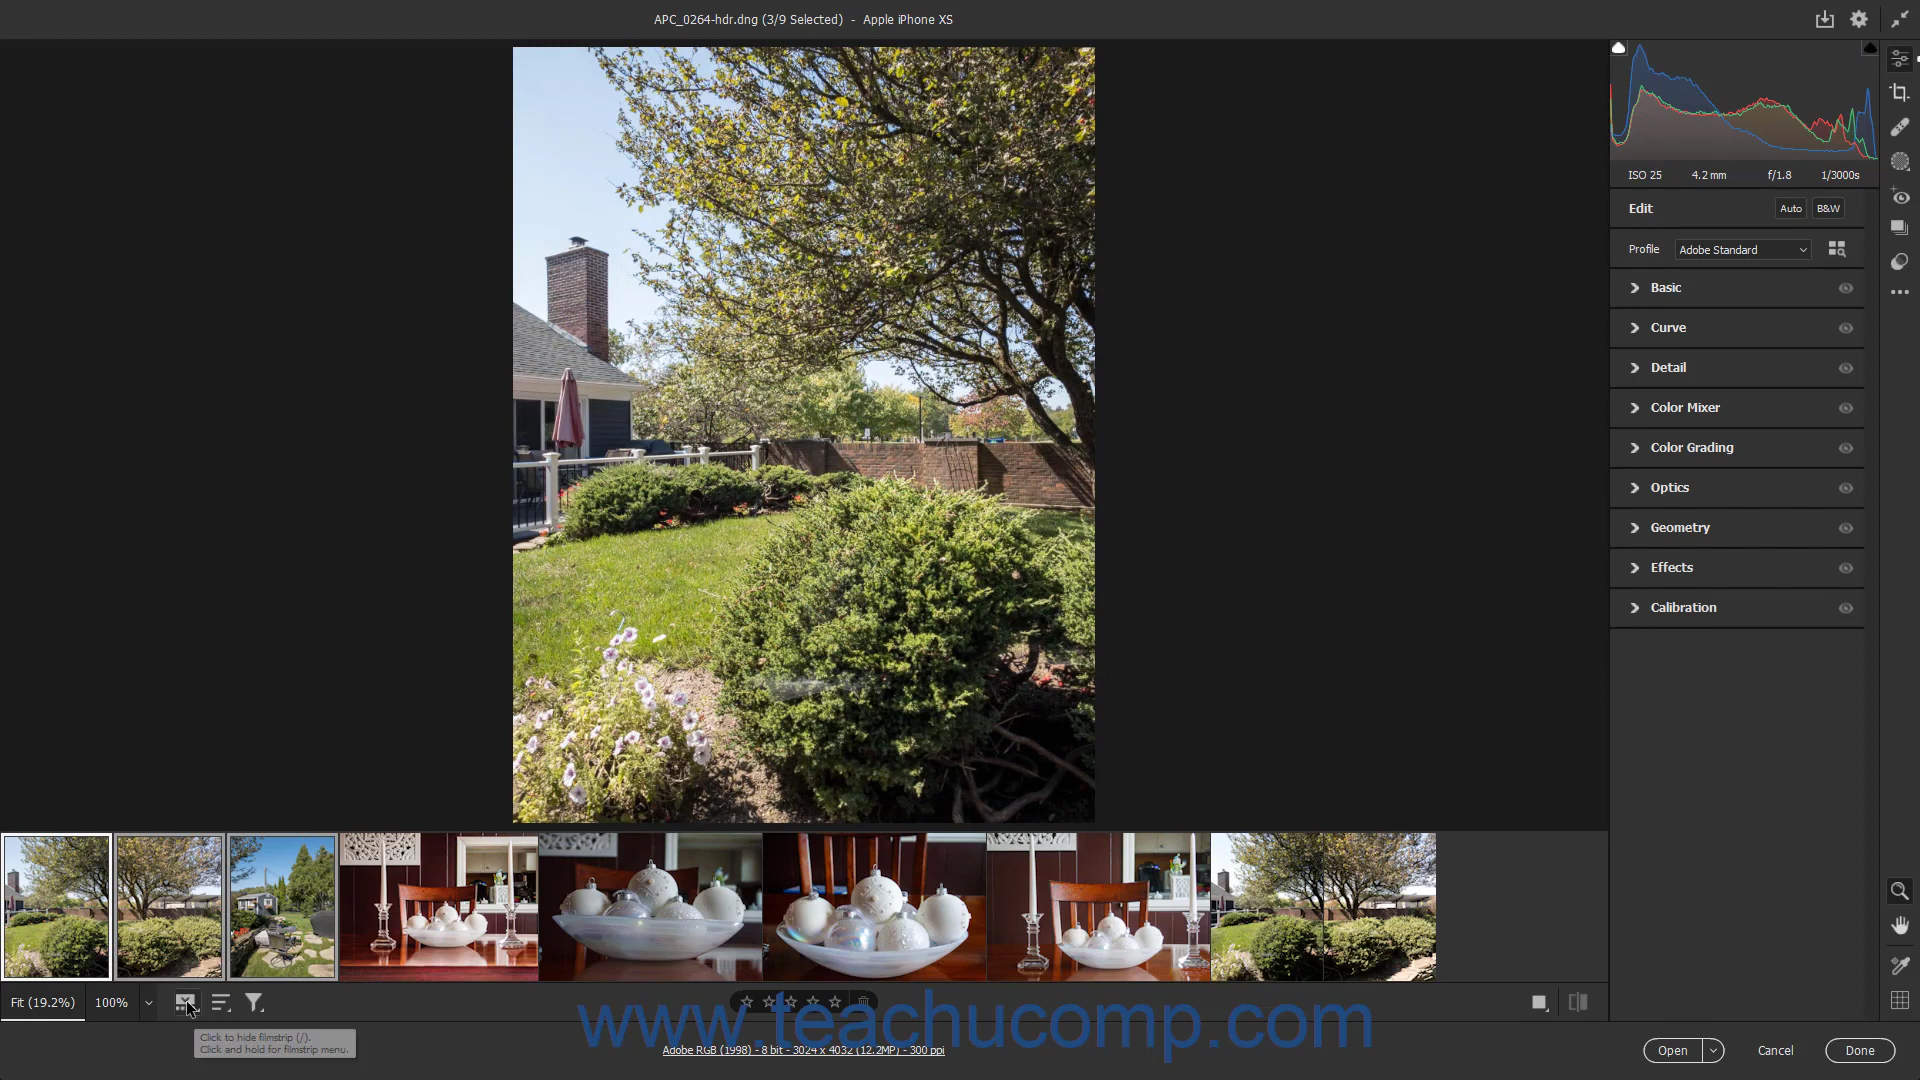 APC_0264-hdr.dng (3/9 Selected) - Apple iPhone XS
ISO 25 4.2 mm f/1.8 1/3000s
Edit Auto B&W
Profile Adobe Standard
Basic
Curve
Detail
Color Mixer
Color Grading
Optics
Geometry
Effects
Calibration
Fit (19.2%) 100%
Click to hide filmstrip (/).
Click and hold for filmstrip menu.
www.teachucomp.com
Adobe RGB (1998) - 8 bit - 3024 x 4032 (12.2MP) - 300 ppi
Open Cancel Done